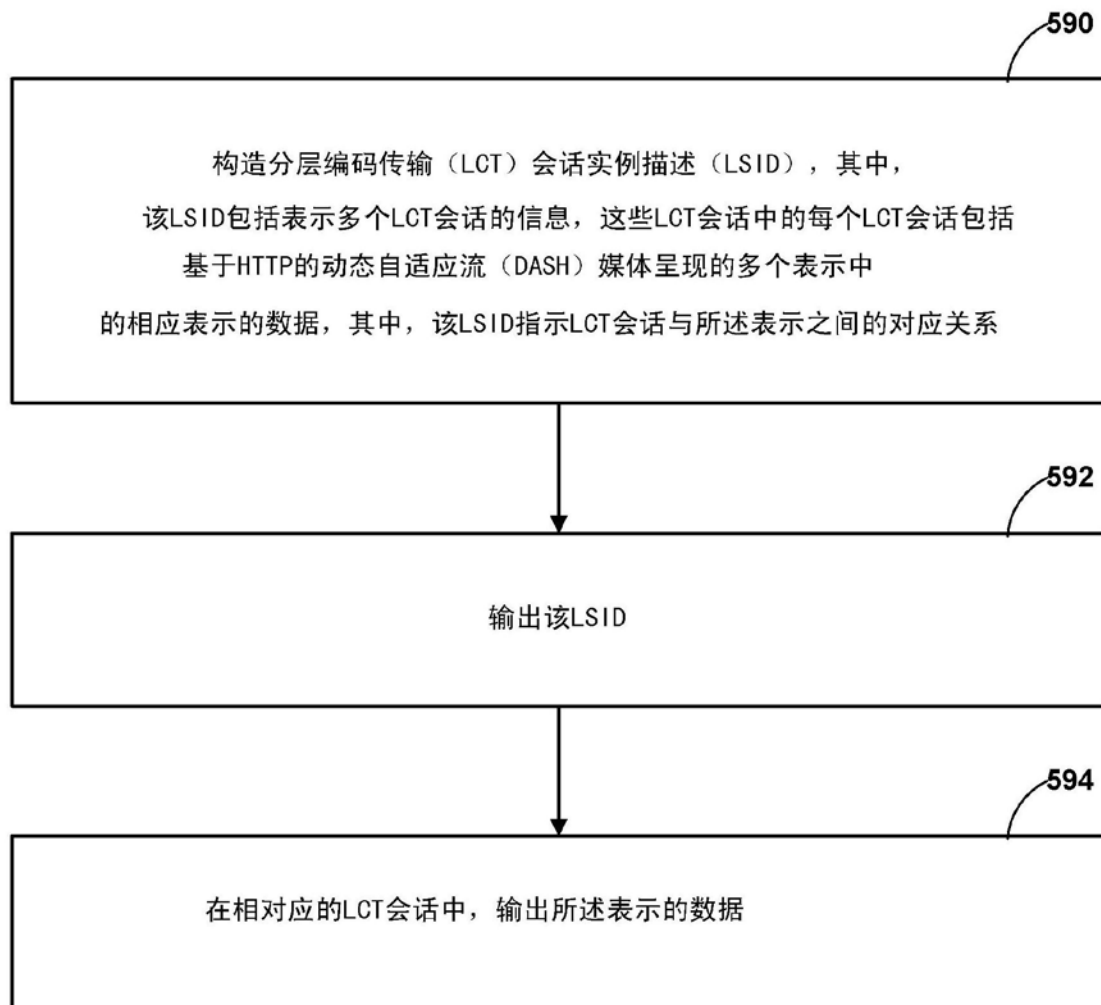 590
构造分层编码传输（LCT）会话实例描述（LSID），其中，
该LSID包括表示多个LCT会话的信息，这些LCT会话中的每个LCT会话包括
基于HTTP的动态自适应流（DASH）媒体呈现的多个表示中
的相应表示的数据，其中，该LSID指示LCT会话与所述表示之间的对应关系
592
输出该LSID
594
在相对应的LCT会话中，输出所述表示的数据